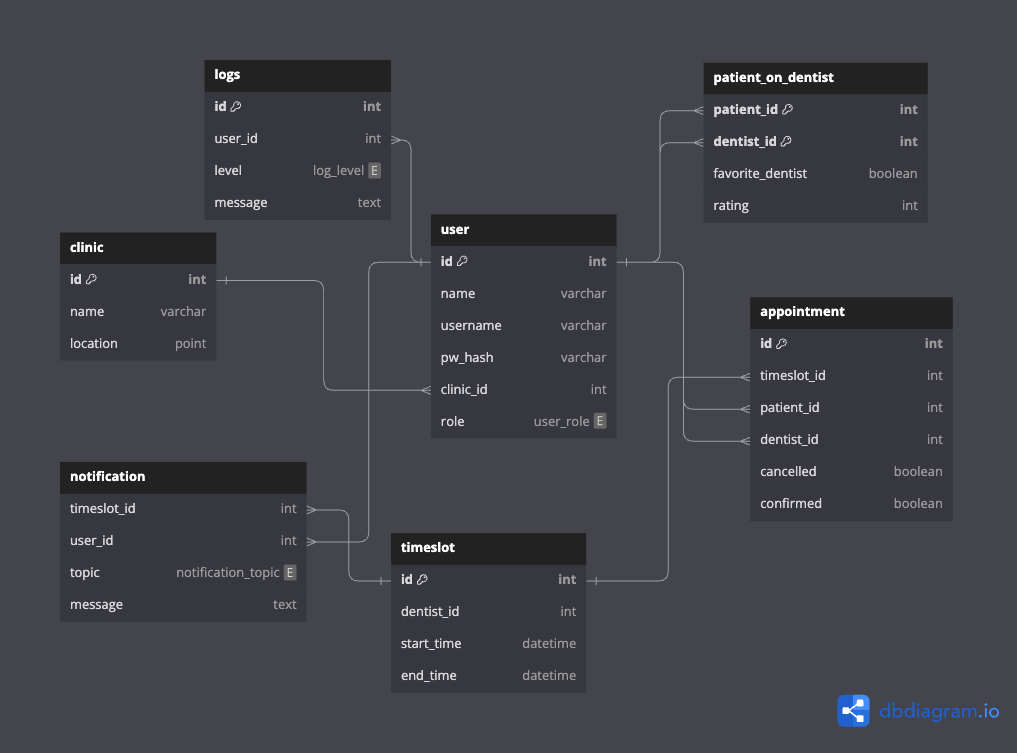 logs
id int
user_id int
level log_level E
message text
patient_on_dentist
patient_id int
dentist_id int
favorite_dentist boolean
rating int
user
id int
name varchar
username varchar
pw_hash varchar
clinic_id int
role user_role E
clinic
id int
name varchar
location point
appointment
id int
timeslot_id int
patient_id int
dentist_id int
cancelled boolean
confirmed boolean
notification
timeslot_id int
user_id int
topic notification_topic E
message text
timeslot
id int
dentist_id int
start_time datetime
end_time datetime
dbdiagram.io